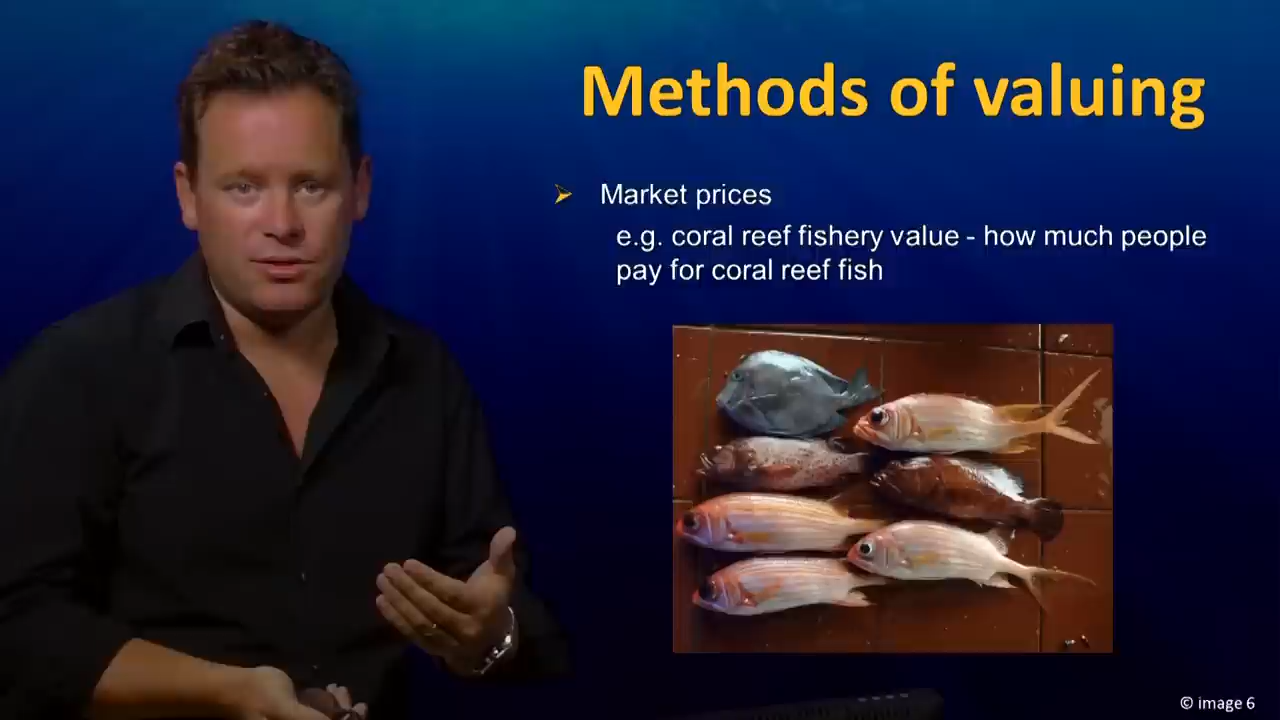 Methods of valuing
➢ Market prices
e.g. coral reef fishery value - how much people
pay for coral reef fish
© image 6